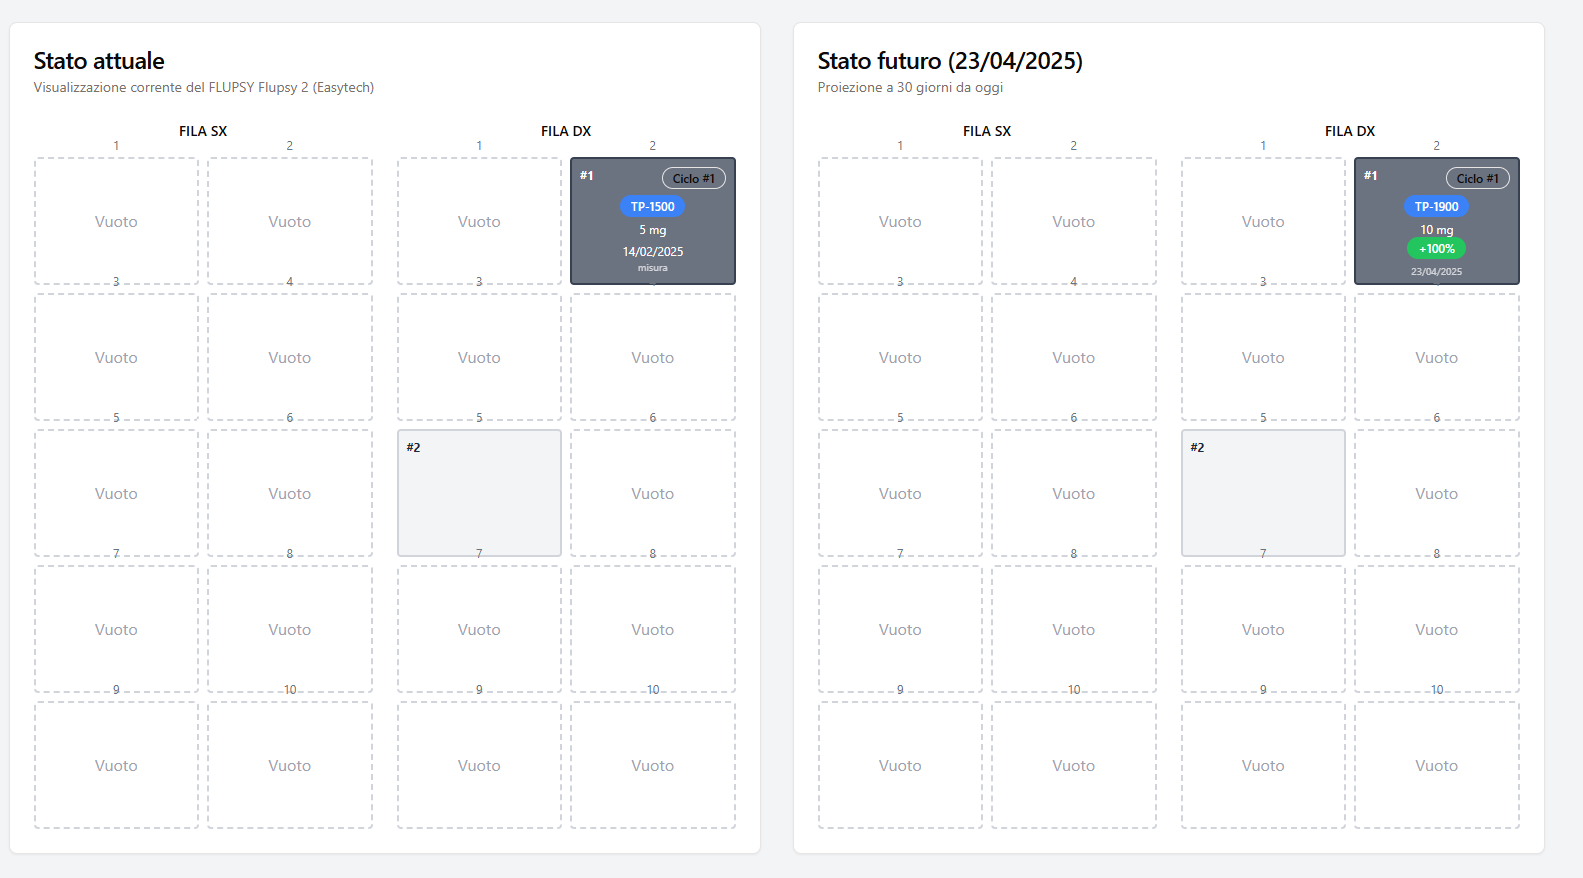 Stato attuale
Visualizzazione corrente del FLUPSY Flupsy 2 (Easytech)
FILA SX
FILA DX
1 2 1 2
Vuoto Vuoto Vuoto
#1 Ciclo #1
TP-1500
5 mg
14/02/2025
misura
3 4 3
Vuoto Vuoto Vuoto Vuoto
5 6 5 6
Vuoto Vuoto #2 Vuoto
7 8 7 8
Vuoto Vuoto Vuoto Vuoto
9 10 9 10
Vuoto Vuoto Vuoto Vuoto
Stato futuro (23/04/2025)
Proiezione a 30 giorni da oggi
FILA SX
FILA DX
1 2 1 2
Vuoto Vuoto Vuoto
#1 Ciclo #1
TP-1900
10 mg
+100%
23/04/2025
3 4 3
Vuoto Vuoto Vuoto Vuoto
5 6 5 6
Vuoto Vuoto #2 Vuoto
7 8 7 8
Vuoto Vuoto Vuoto Vuoto
9 10 9 10
Vuoto Vuoto Vuoto Vuoto